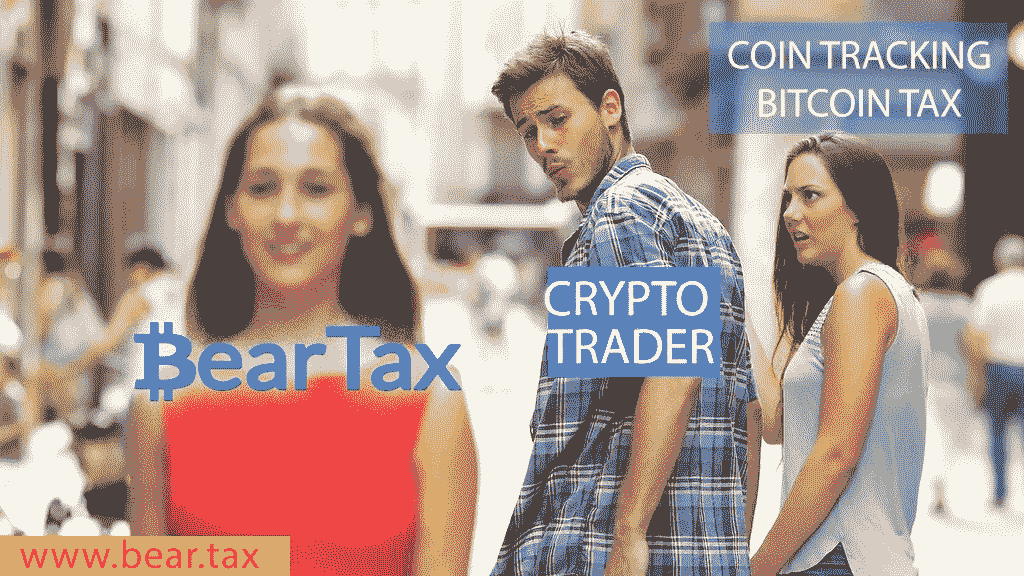 COIN TRACKING
BITCOIN TAX
CRYPTO
TRADER
BearTax
www.bear.tax